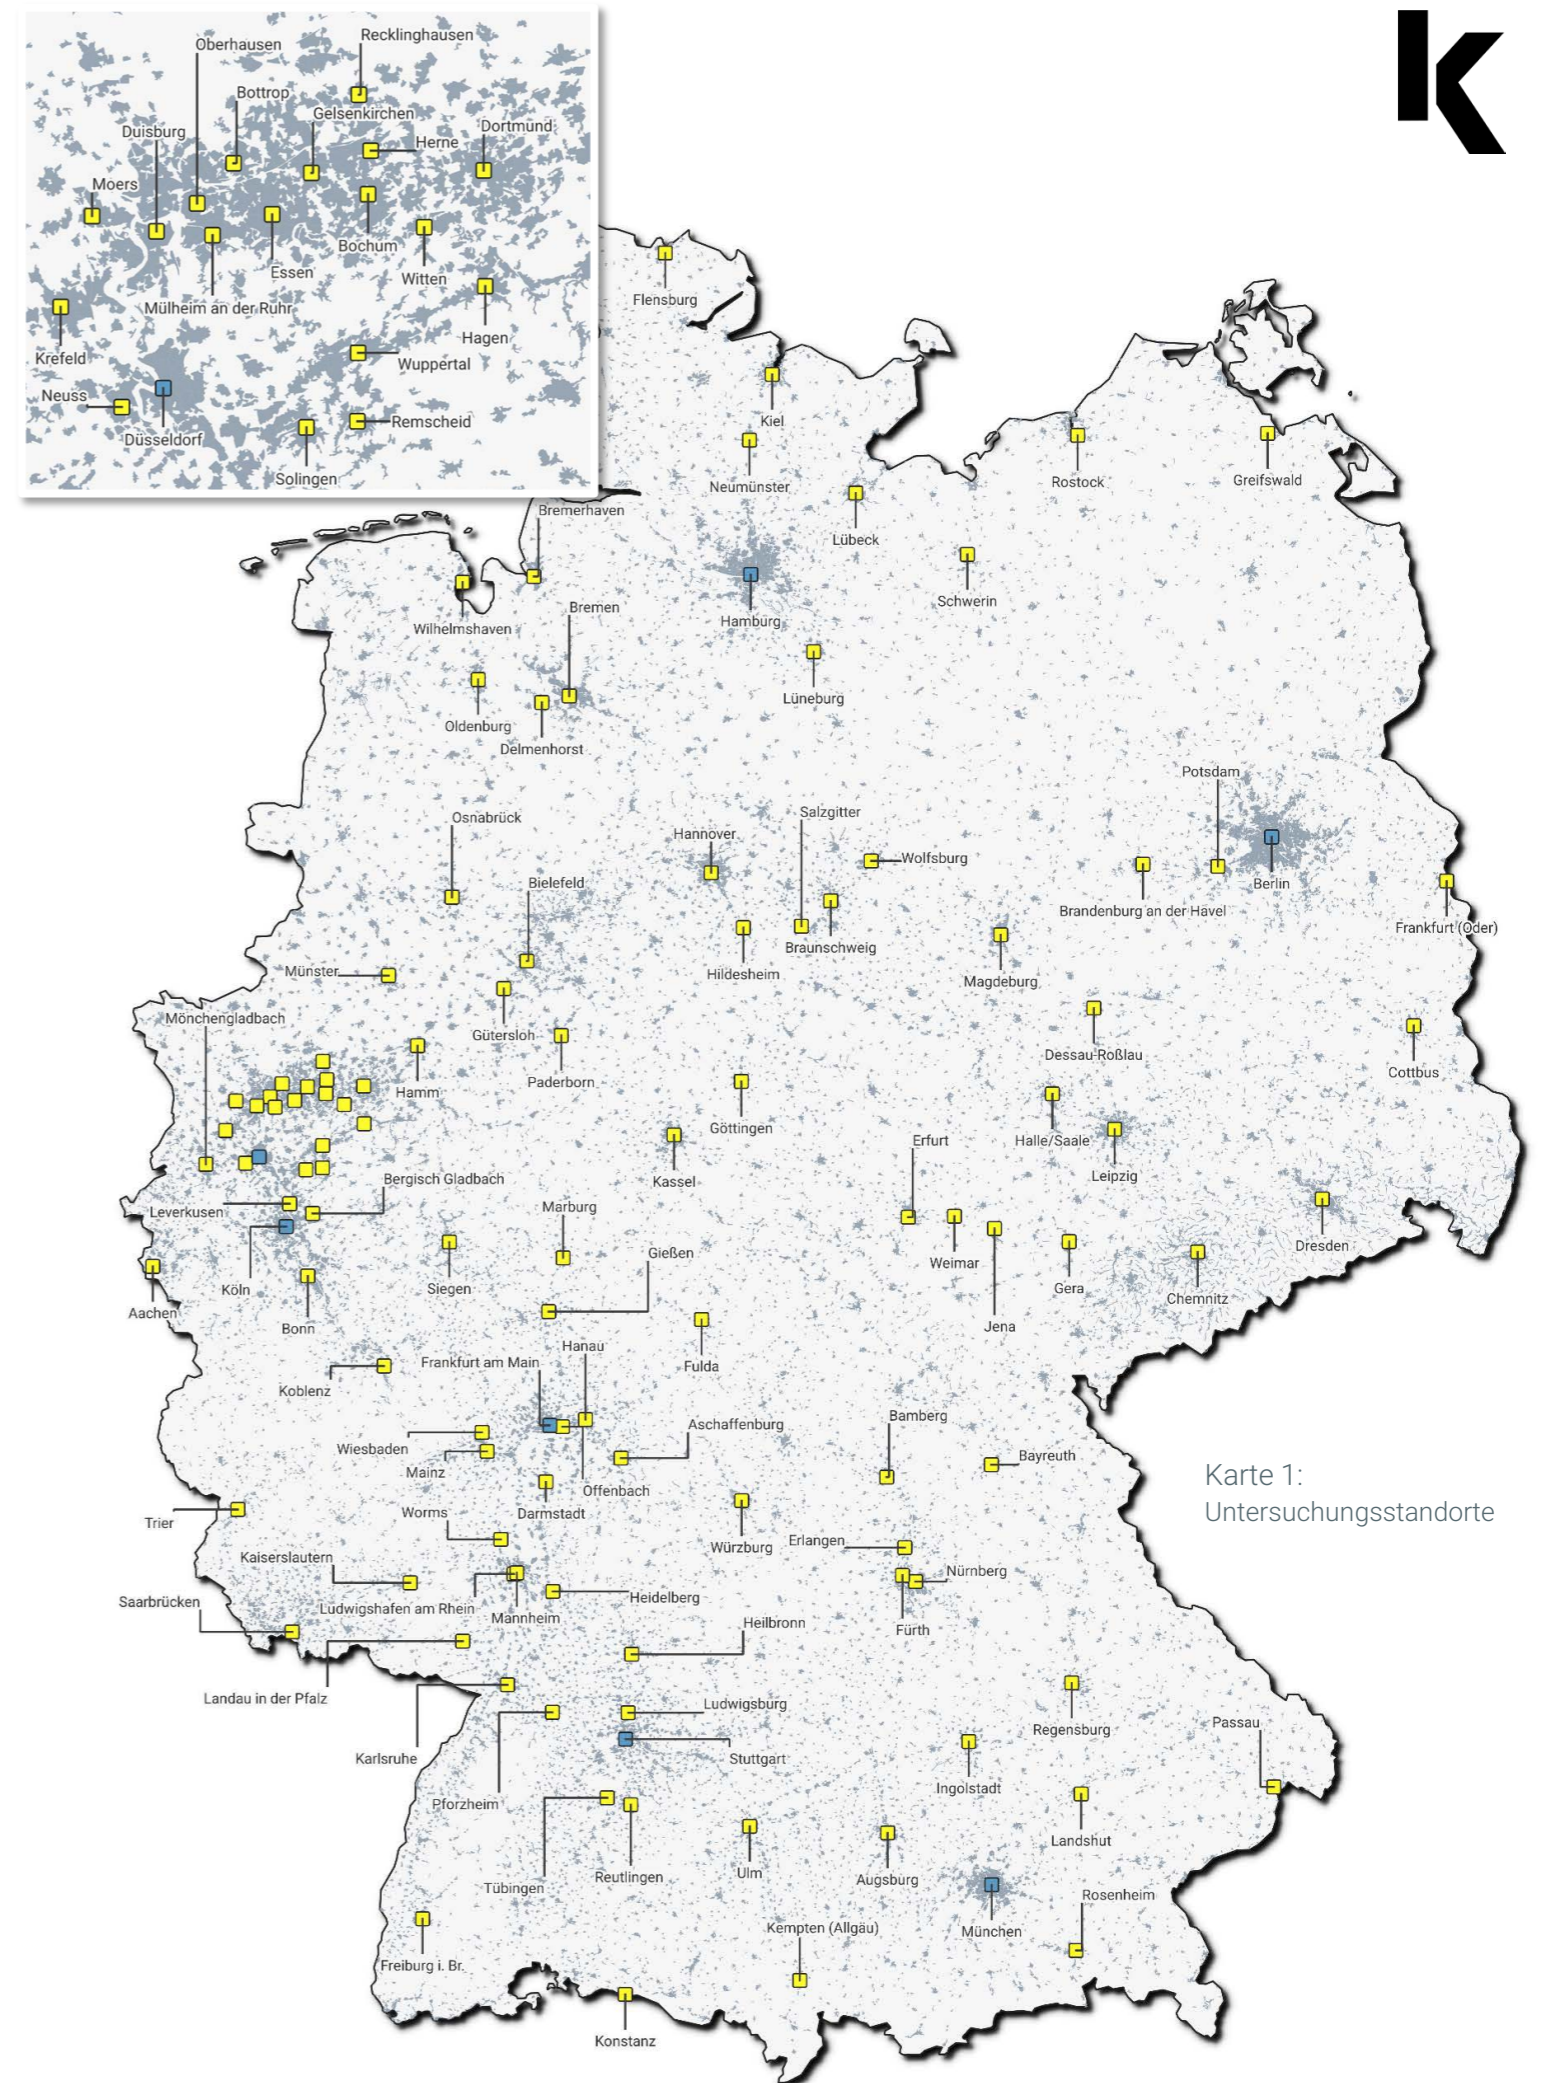 Recklinghausen
Oberhausen
Bottrop
Gelsenkirchen
Dortmund
Duisburg
Herne
Moers
Bochum
Essen
Witten
Mülheim an der Ruhr
Hagen
Krefeld
Wuppertal
Neuss
Remscheid
Düsseldorf
Solingen
Flensburg
Kiel
Neumünster
Rostock
Greifswald
Bremerhaven
Lübeck
Schwerin
Bremen
Hamburg
Wilhelmshaven
Lüneburg
Oldenburg
Delmenhorst
Potsdam
Salzgitter
Osnabrück
Hannover
Wolfsburg
Bielefeld
Berlin
Brandenburg an der Havel
Frankfurt (Oder)
Braunschweig
Münster
Hildesheim
Magdeburg
Mönchengladbach
Gütersloh
Dessau-Roßlau
Cottbus
Paderborn
Hamm
Göttingen
Erfurt
Halle/Saale
Leipzig
Kassel
Bergisch Gladbach
Leverkusen
Marburg
Dresden
Gießen
Weimar
Köln
Siegen
Gera
Chemnitz
Aachen
Bonn
Jena
Hanau
Frankfurt am Main
Fulda
Koblenz
Bamberg
Aschaffenburg
Wiesbaden
Bayreuth
Mainz
Karte 1:
Untersuchungsstandorte
Offenbach
Worms
Darmstadt
Trier
Würzburg
Erlangen
Kaiserslautern
Nürnberg
Saarbrücken
Heidelberg
Ludwigshafen am Rhein
Mannheim
Heilbronn
Fürth
Landau in der Pfalz
Ludwigsburg
Regensburg
Passau
Karlsruhe
Stuttgart
Ingolstadt
Pforzheim
Landshut
Reutlingen
Ulm
Augsburg
Tübingen
Rosenheim
Kempten (Allgäu)
München
Freiburg i. Br.
Konstanz